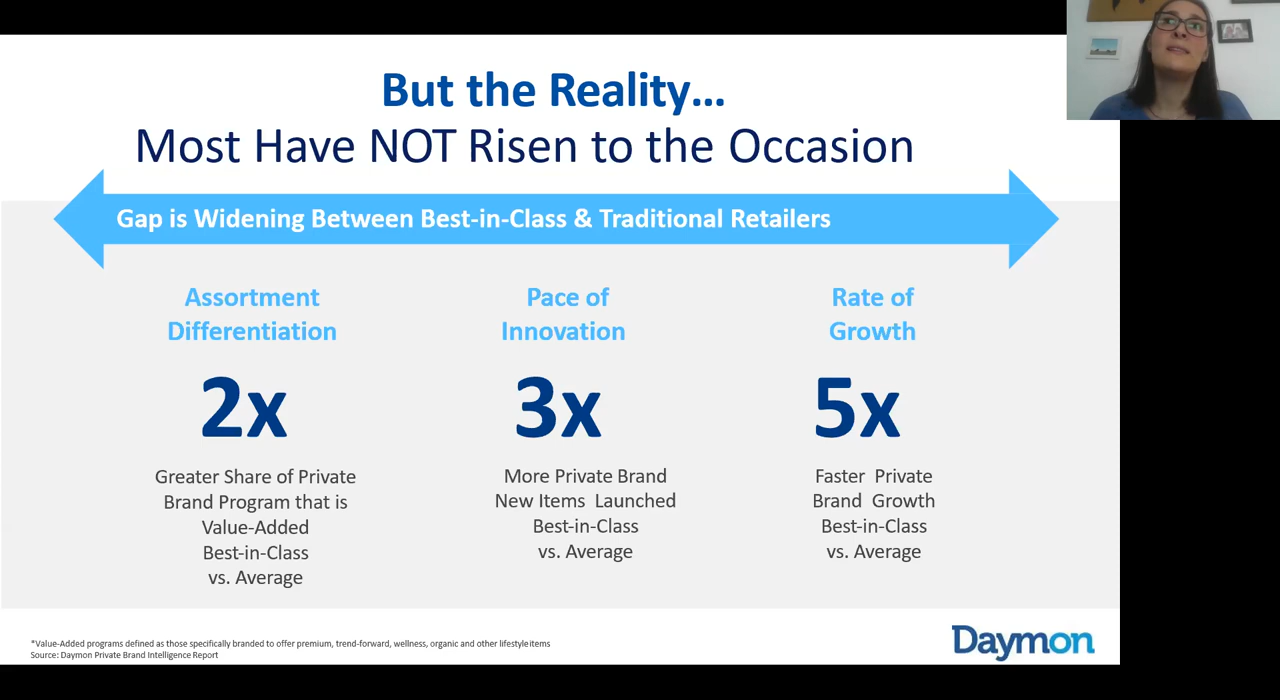 But the Reality...
Most Have NOT Risen to the Occasion
Gap is Widening Between Best-in-Class & Traditional Retailers
Assortment
Differentiation
2x
Greater Share of Private
Brand Program that is
Value-Added
Best-in-Class
vs. Average
Pace of
Innovation
3x
More Private Brand
New Items Launched
Best-in-Class
vs. Average
Rate of
Growth
5x
Faster Private
Brand Growth
Best-in-Class
vs. Average
*Value-Added programs defined as those specifically branded to offer premium, trend-forward, wellness, organic and other lifestyle items
Source: Daymon Private Brand Intelligence Report
Daymon